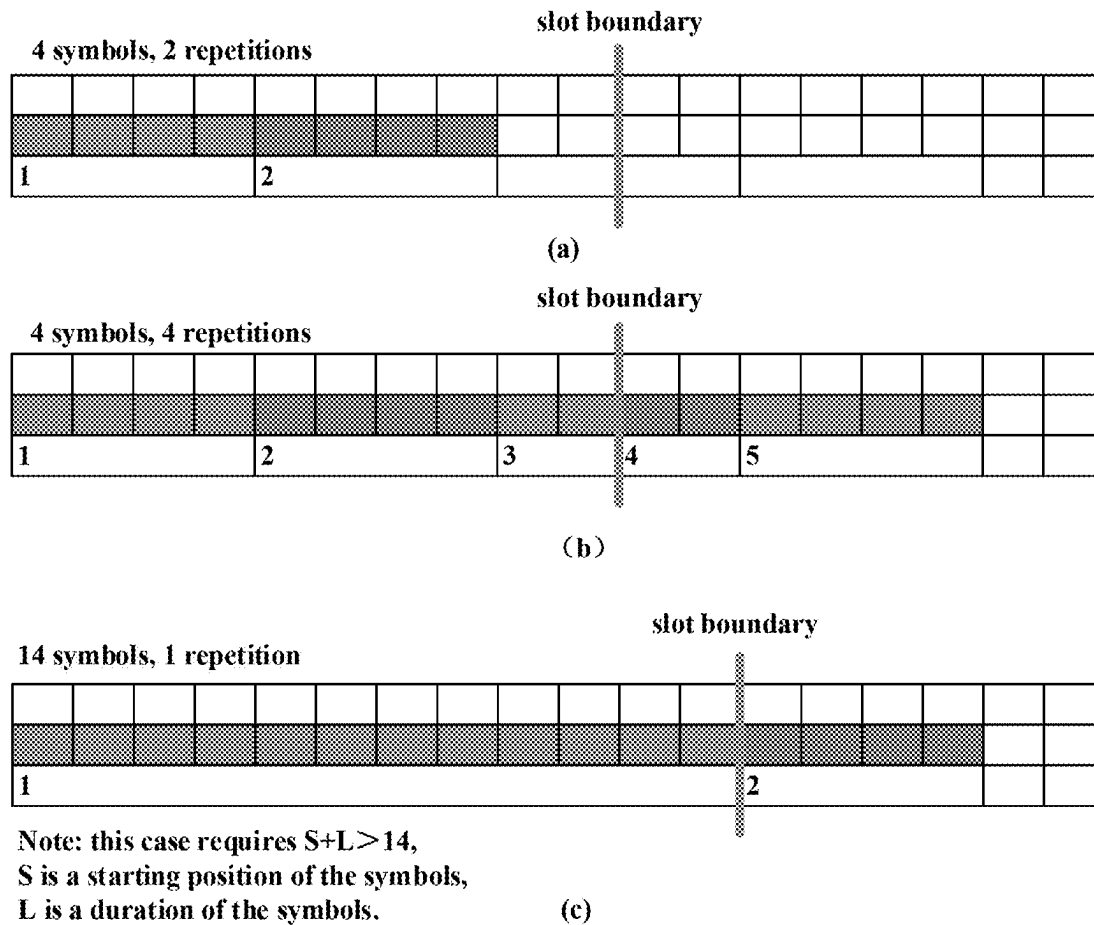 slot boundary
4 symbols, 2 repetitions
1 2
(a)
slot boundary
4 symbols, 4 repetitions
1 2 3 4 5
(b)
slot boundary
14 symbols, 1 repetition
1 2
Note: this case requires S+L>14,
S is a starting position of the symbols,
L is a duration of the symbols.
(c)